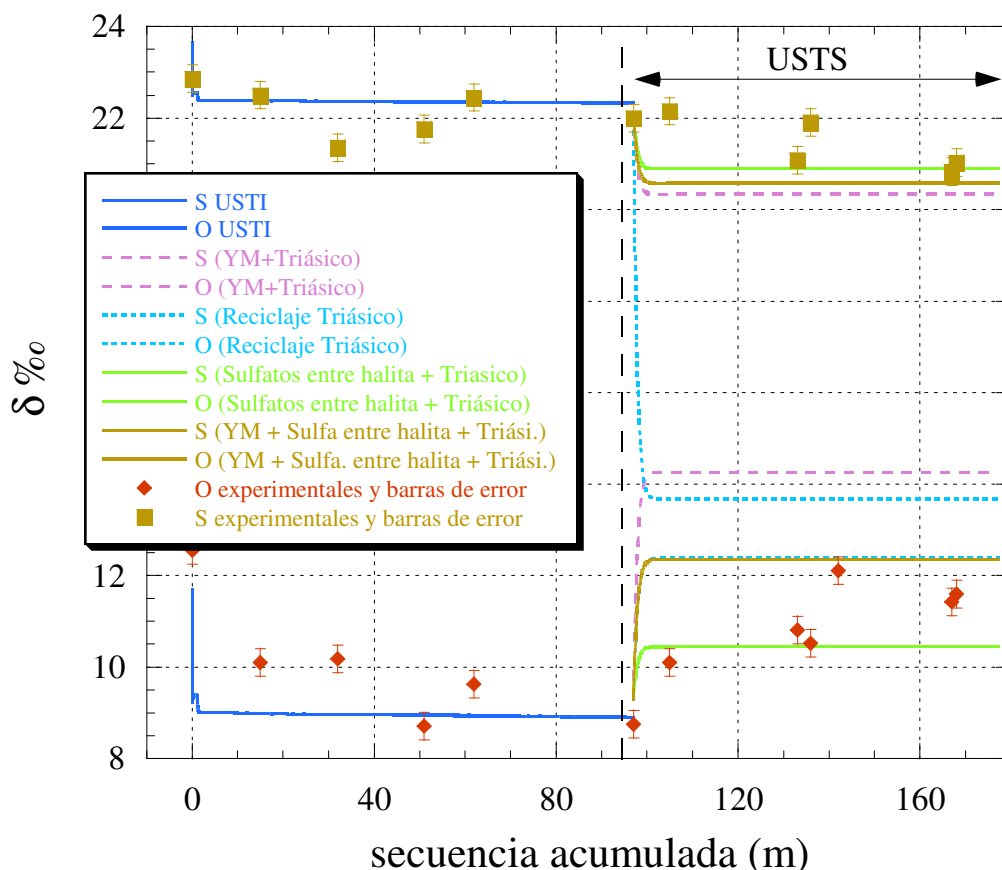 24
USTS
22
S USTI
O USTI
S (YM+Triásico)
O (YM+Triásico)
S (Reciclaje Triásico)
O (Reciclaje Triásico)
S (Sulfatos entre halita + Triasico)
O (Sulfatos entre halita + Triásico)
S (YM + Sulfa entre halita + Triási.)
O (YM + Sulfa. entre halita + Triási.)
O experimentales y barras de error
S experimentales y barras de error
δ ‰
12
10
8
0 40 80 120 160
secuencia acumulada (m)